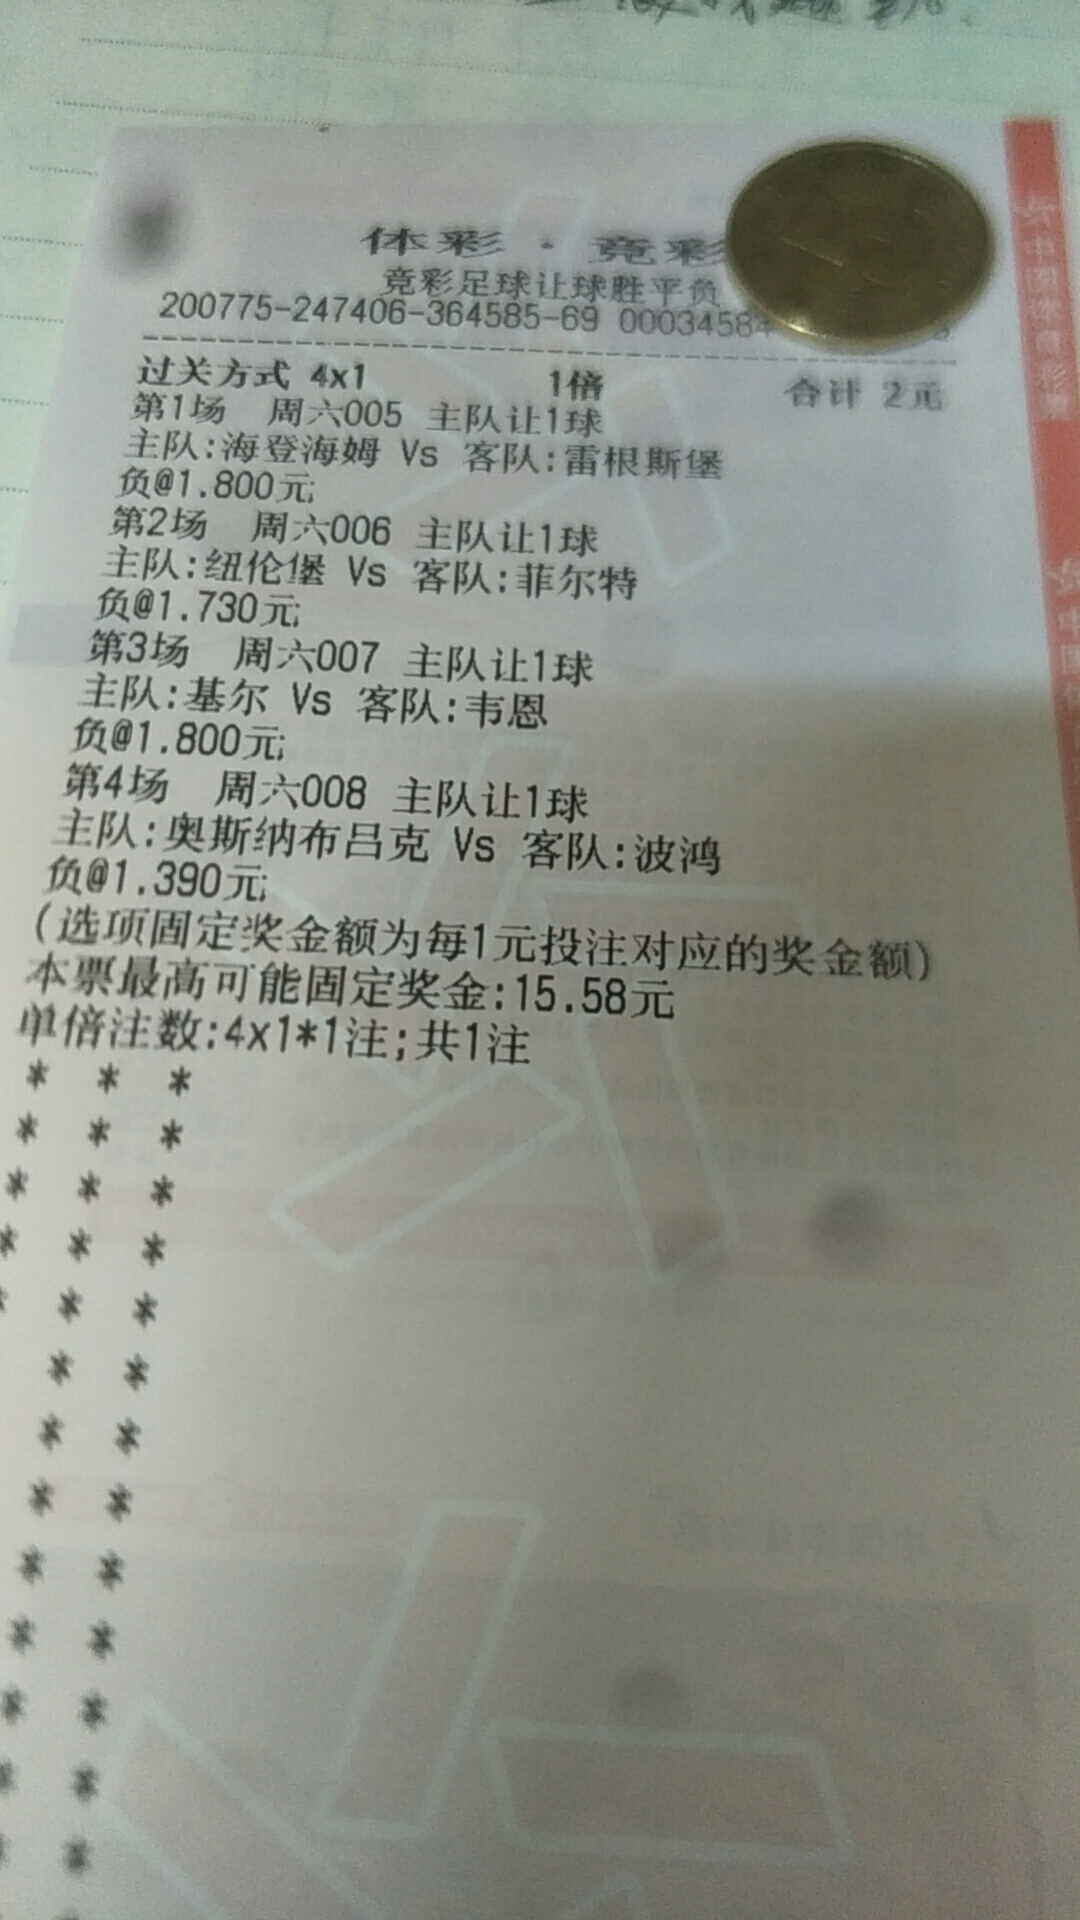 体彩·竞彩
竞彩足球让球胜平负
200775-247406-364585-69 00034584
过关方式 4x1 1倍 合计 2元
第1场 周六005 主队让1球
主队:海登海姆 Vs 客队:雷根斯堡
负@1.800元
第2场 周六006 主队让1球
主队:纽伦堡 Vs 客队:菲尔特
负@1.730元
第3场 周六007 主队让1球
主队:基尔 Vs 客队:韦恩
负@1.800元
第4场 周六008 主队让1球
主队:奥斯纳布吕克 Vs 客队:波鸿
负@1.390元
(选项固定奖金额为每1元投注对应的奖金额)
本票最高可能固定奖金:15.58元
单倍注数:4x1*1注;共1注
中国体育彩票